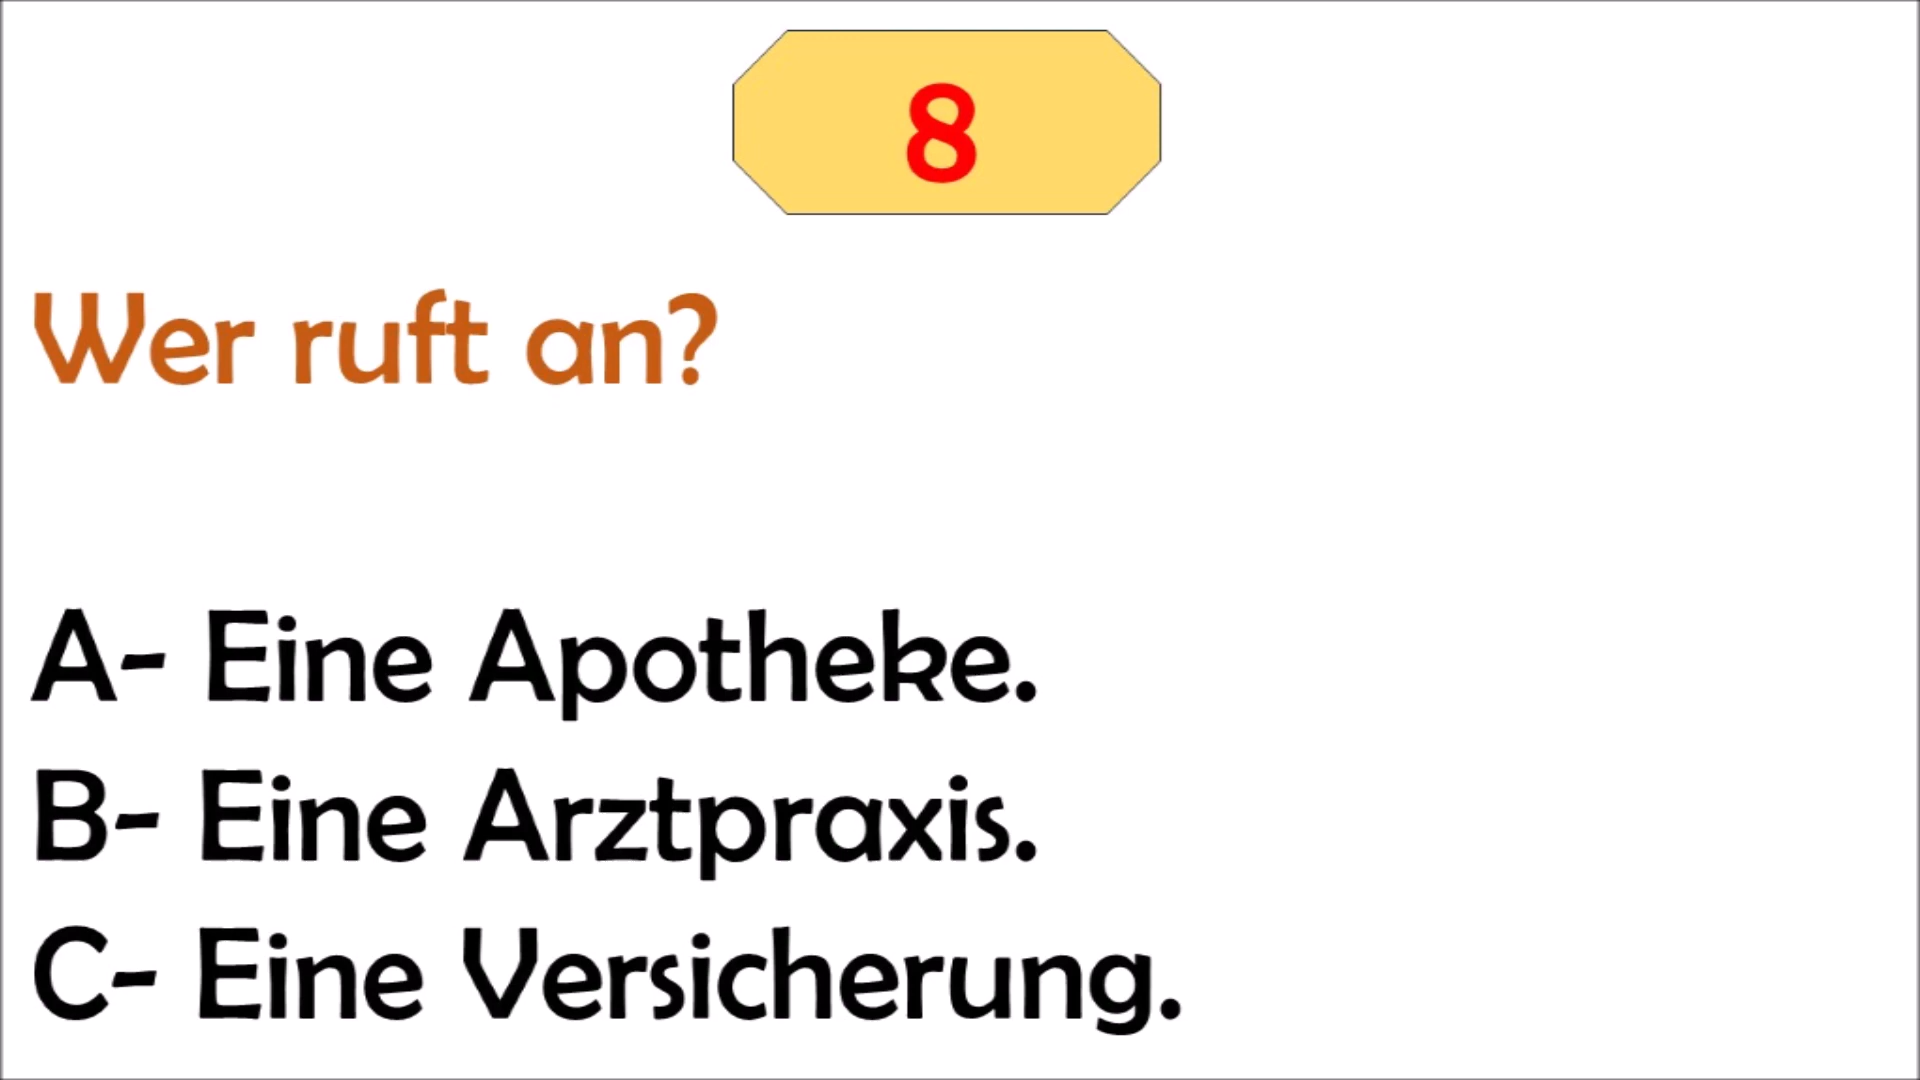 8
Wer ruft an?
A- Eine Apotheke.
B- Eine Arztpraxis.
C- Eine Versicherung.